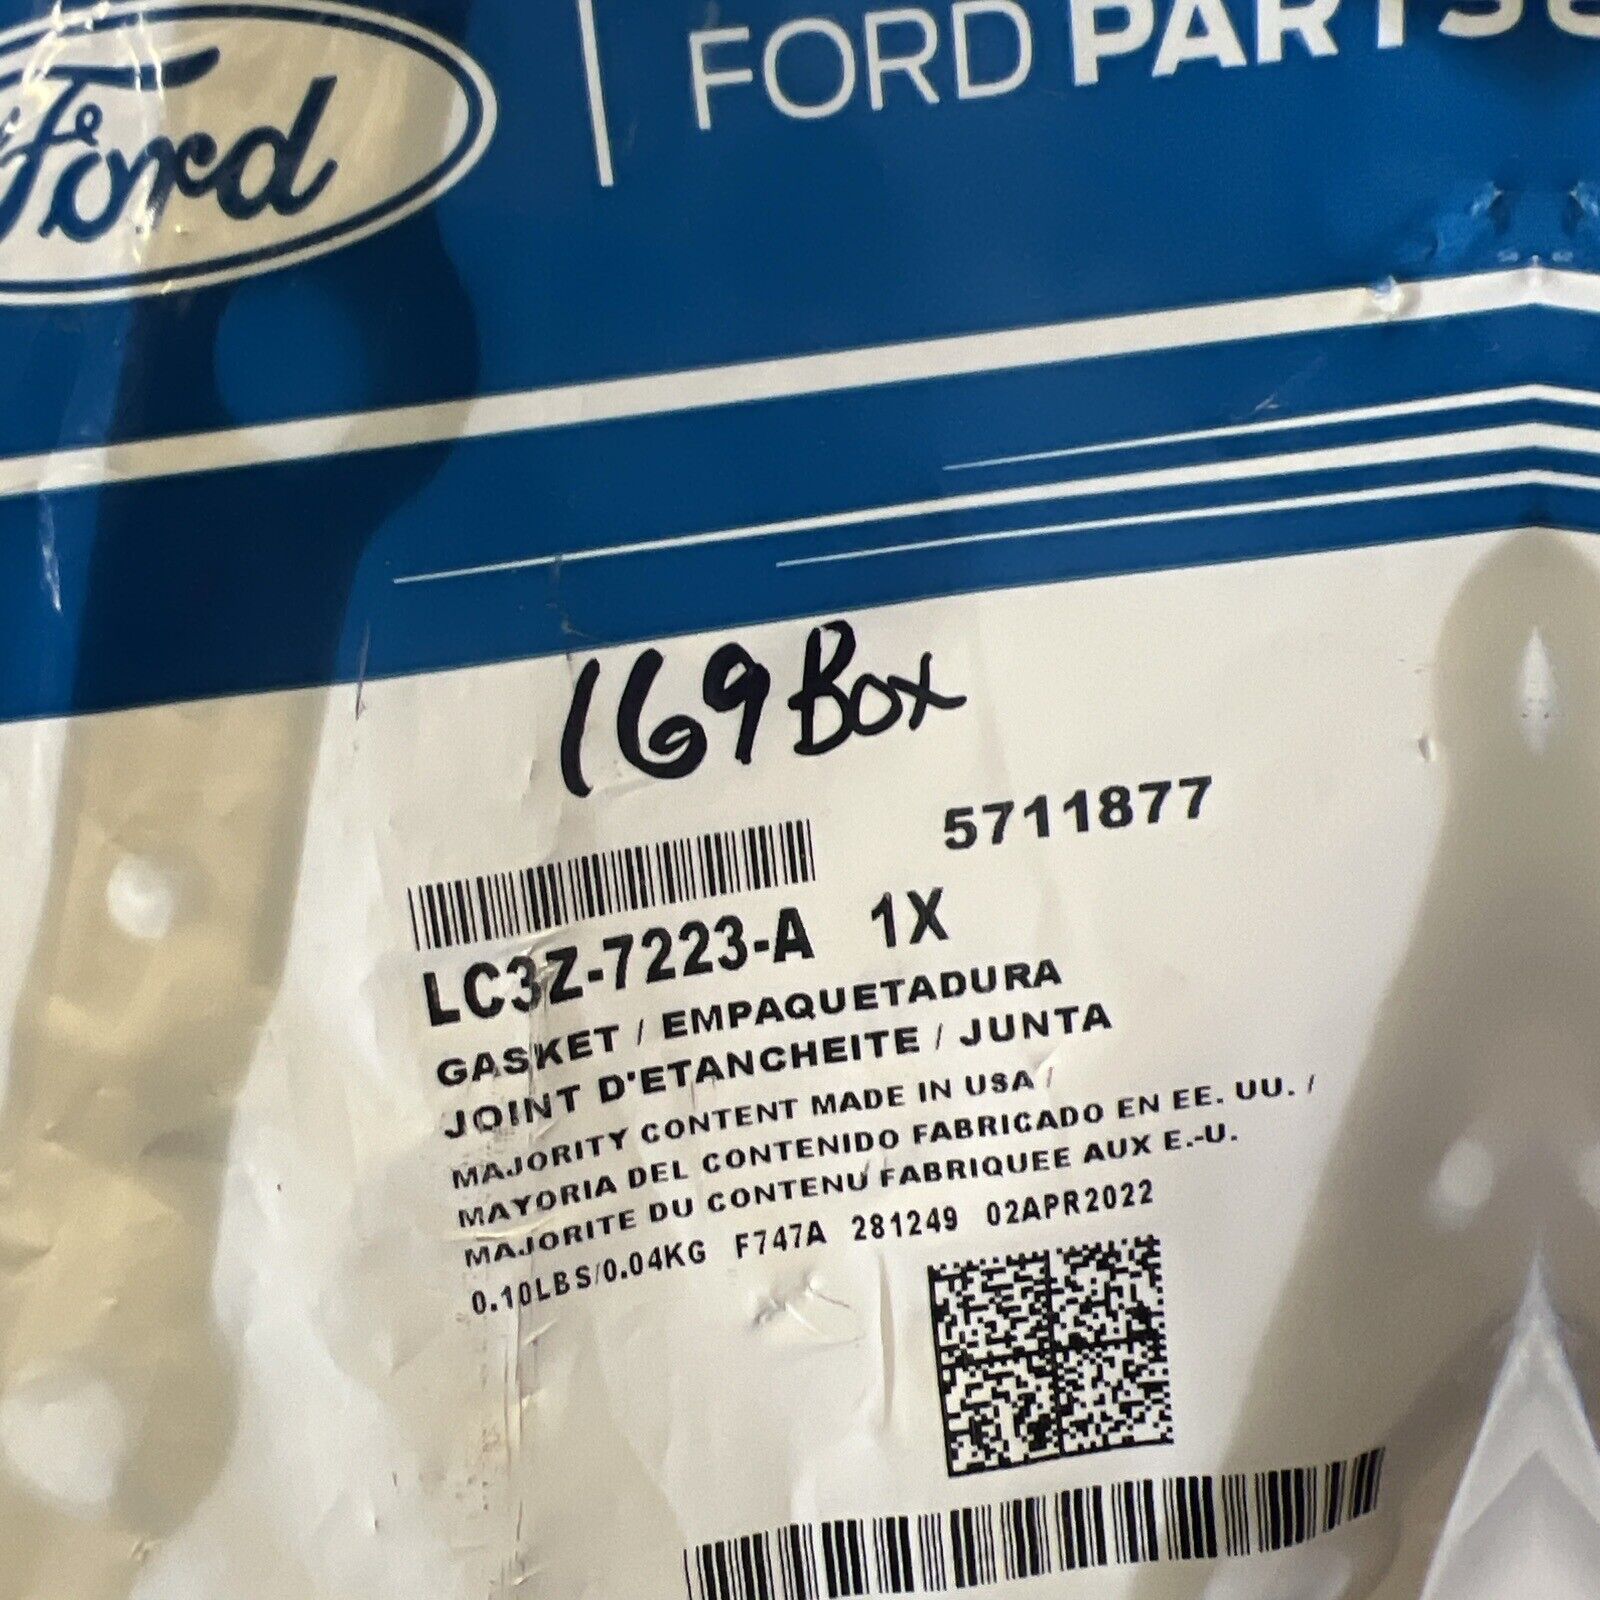 Ford
FORD PARTS
169 Box
5711877
LC3Z-7223-A 1X
GASKET / EMPAQUETADURA
JOINT D'ETANCHEITE / JUNTA
MAJORITY CONTENT MADE IN USA /
MAYORIA DEL CONTENIDO FABRICADO EN EE. UU. /
MAJORITE DU CONTENU FABRIQUEE AUX E.-U.
0.10LBS/0.04KG F747A 281249 02APR2022